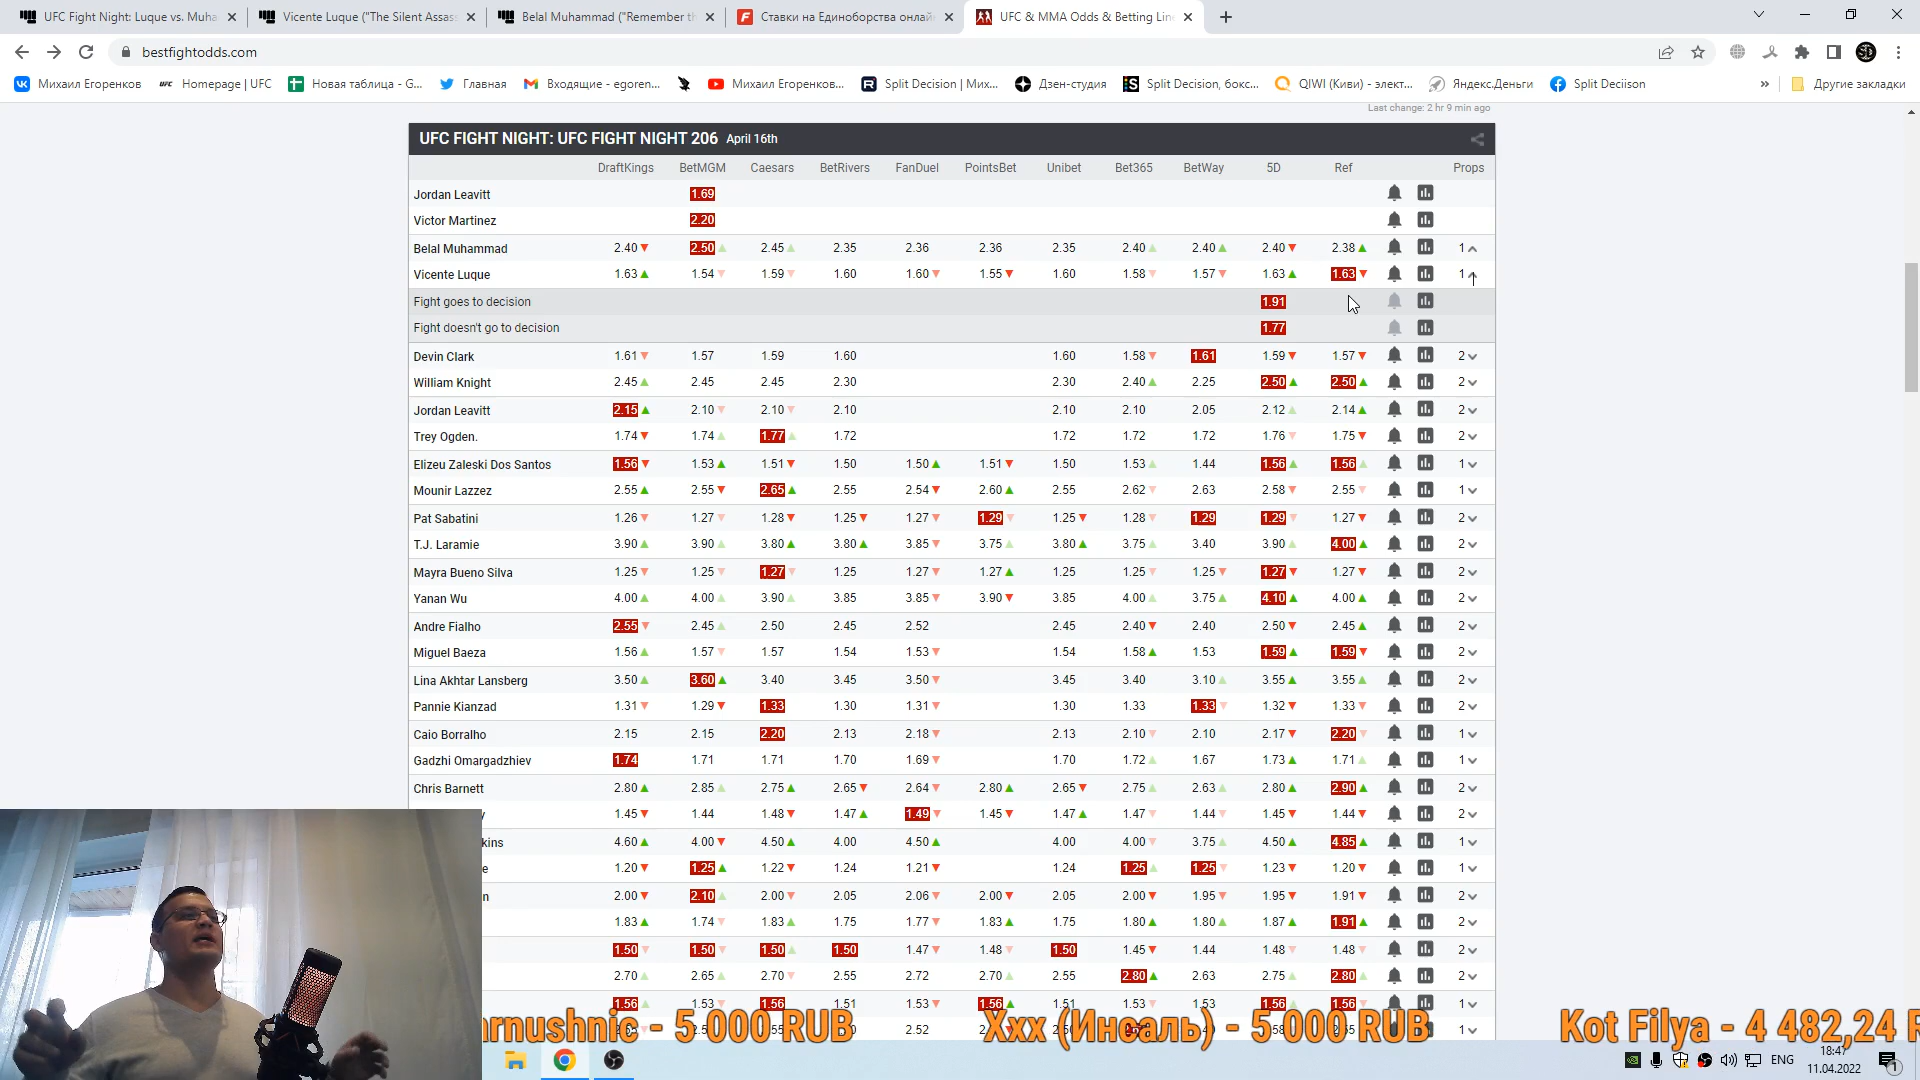 UFC Fight Night: Luque vs. Muha
Vicente Luque ("The Silent Assas
Belal Muhammad ("Remember th
Ставки на Единоборства онлай
UFC & MMA Odds & Betting Lin
bestfightodds.com
Михаил Егоренков
UFC
Homepage | UFC
Новая таблица - G...
Главная
Входящие - egoren...
Михаил Егоренков...
Split Decision | Мих...
Дзен-студия
Split Decision, бокс...
QIWI (Киви) - элект...
Яндекс.Деньги
Split Deciison
»
Другие закладки
Last change: 2 hr 9 min ago
UFC FIGHT NIGHT: UFC FIGHT NIGHT 206 April 16th
DraftKings BetMGM Caesars BetRivers FanDuel PointsBet Unibet Bet365 BetWay 5D Ref Props
Jordan Leavitt 1.69
Victor Martinez 2.20
Belal Muhammad 2.40▼ 2.50▲ 2.45▲ 2.35 2.36 2.36 2.35 2.40▲ 2.40▲ 2.40▼ 2.38▲ 1
Vicente Luque 1.63▲ 1.54▼ 1.59▼ 1.60 1.60▼ 1.55▼ 1.60 1.58▼ 1.57▼ 1.63▲ 1.63▼ 1
Fight goes to decision 1.91
Fight doesn't go to decision 1.77
Devin Clark 1.61▼ 1.57 1.59 1.60 1.60 1.58▼ 1.61 1.59▼ 1.57▼ 2
William Knight 2.45▲ 2.45 2.45 2.30 2.30 2.40▲ 2.25 2.50▲ 2.50▲ 2
Jordan Leavitt 2.15▲ 2.10▼ 2.10▼ 2.10 2.10 2.10 2.05 2.12▲ 2.14▲ 2
Trey Ogden. 1.74▼ 1.74▲ 1.77▲ 1.72 1.72 1.72 1.72 1.76▼ 1.75▼ 2
Elizeu Zaleski Dos Santos 1.56▼ 1.53▲ 1.51▼ 1.50 1.50▲ 1.51▼ 1.50 1.53▲ 1.44 1.56▲ 1.56▲ 1
Mounir Lazzez 2.55▲ 2.55▼ 2.65▲ 2.55 2.54▼ 2.60▲ 2.55 2.62▼ 2.63 2.58▼ 2.55▼ 1
Pat Sabatini 1.26▼ 1.27▼ 1.28▼ 1.25▼ 1.27▼ 1.29▼ 1.25▼ 1.28▼ 1.29 1.29▼ 1.27▼ 2
T.J. Laramie 3.90▲ 3.90▲ 3.80▲ 3.80▲ 3.85▼ 3.75▲ 3.80▲ 3.75▲ 3.40 3.90▲ 4.00▲ 2
Mayra Bueno Silva 1.25▼ 1.25▼ 1.27▼ 1.25 1.27▼ 1.27▲ 1.25 1.25▼ 1.25▼ 1.27▼ 1.27▼ 2
Yanan Wu 4.00▲ 4.00▲ 3.90▲ 3.85 3.85▼ 3.90▼ 3.85 4.00▲ 3.75▲ 4.10▲ 4.00▲ 2
Andre Fialho 2.55▼ 2.45▲ 2.50 2.45 2.52 2.45 2.40▼ 2.40 2.50▼ 2.45▲ 2
Miguel Baeza 1.56▲ 1.57▼ 1.57 1.54 1.53▼ 1.54 1.58▲ 1.53 1.59▲ 1.59▼ 2
Lina Akhtar Lansberg 3.50▲ 3.60▲ 3.40 3.45 3.50▼ 3.45 3.40 3.10▲ 3.55▲ 3.55▲ 2
Pannie Kianzad 1.31▼ 1.29▼ 1.33 1.30 1.31▼ 1.30 1.33 1.33▼ 1.32▼ 1.33▼ 2
Caio Borralho 2.15 2.15 2.20 2.13 2.18▼ 2.13 2.10▼ 2.10 2.17▼ 2.20▼ 1
Gadzhi Omargadzhiev 1.74 1.71 1.71 1.70 1.69▼ 1.70 1.72▲ 1.67 1.73▲ 1.71▲ 1
Chris Barnett 2.80▲ 2.85▲ 2.75▲ 2.65▼ 2.64▼ 2.80▲ 2.65▼ 2.75▲ 2.63▲ 2.80▲ 2.90▲ 2
y 1.45▼ 1.44 1.48▼ 1.47▲ 1.49▼ 1.45▼ 1.47▲ 1.47▼ 1.44▼ 1.45▼ 1.44▼ 2
kins 4.60▲ 4.00▼ 4.50▲ 4.00 4.50▲ 4.00 4.00▼ 3.75▲ 4.50▲ 4.85▲ 1
e 1.20▼ 1.25▲ 1.22▼ 1.24 1.21▼ 1.24 1.25▲ 1.25▼ 1.23▼ 1.20▼ 1
n 2.00▼ 2.10▲ 2.00▼ 2.05 2.06▼ 2.00▼ 2.05 2.00▼ 1.95▼ 1.95▼ 1.91▼ 2
1.83▲ 1.74▼ 1.83▲ 1.75 1.77▼ 1.83▲ 1.75 1.80▲ 1.80▲ 1.87▲ 1.91▲ 2
1.50▼ 1.50▼ 1.50▲ 1.50 1.47▼ 1.48▼ 1.50 1.45▼ 1.44 1.48▼ 1.48▼ 2
2.70▲ 2.65▲ 2.70▼ 2.55 2.72 2.70▲ 2.55 2.80▲ 2.63 2.75▲ 2.80▲ 2
1.56▲ 1.53▼ 1.56 1.51 1.53▼ 1.56▲ 1.51 1.53▼ 1.53 1.56▲ 1.56▼ 1
2.52 1
arnushnic - 5 000 RUB Xxx (Инсаль) - 5 000 RUB Kot Filya - 4 482,24 R
ENG
18:47
11.04.2022
1